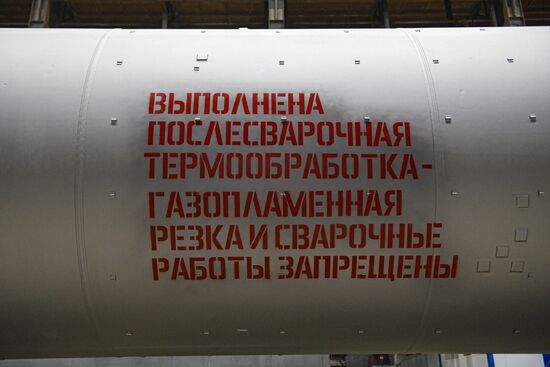 ВЫПОЛНЕНА
ПОСЛЕСВАРОЧНАЯ
ТЕРМООБРАБОТКА-
ГАЗОПЛАМЕННАЯ
РЕЗКА И СВАРОЧНЫЕ
РАБОТЫ ЗАПРЕЩЕНЫ